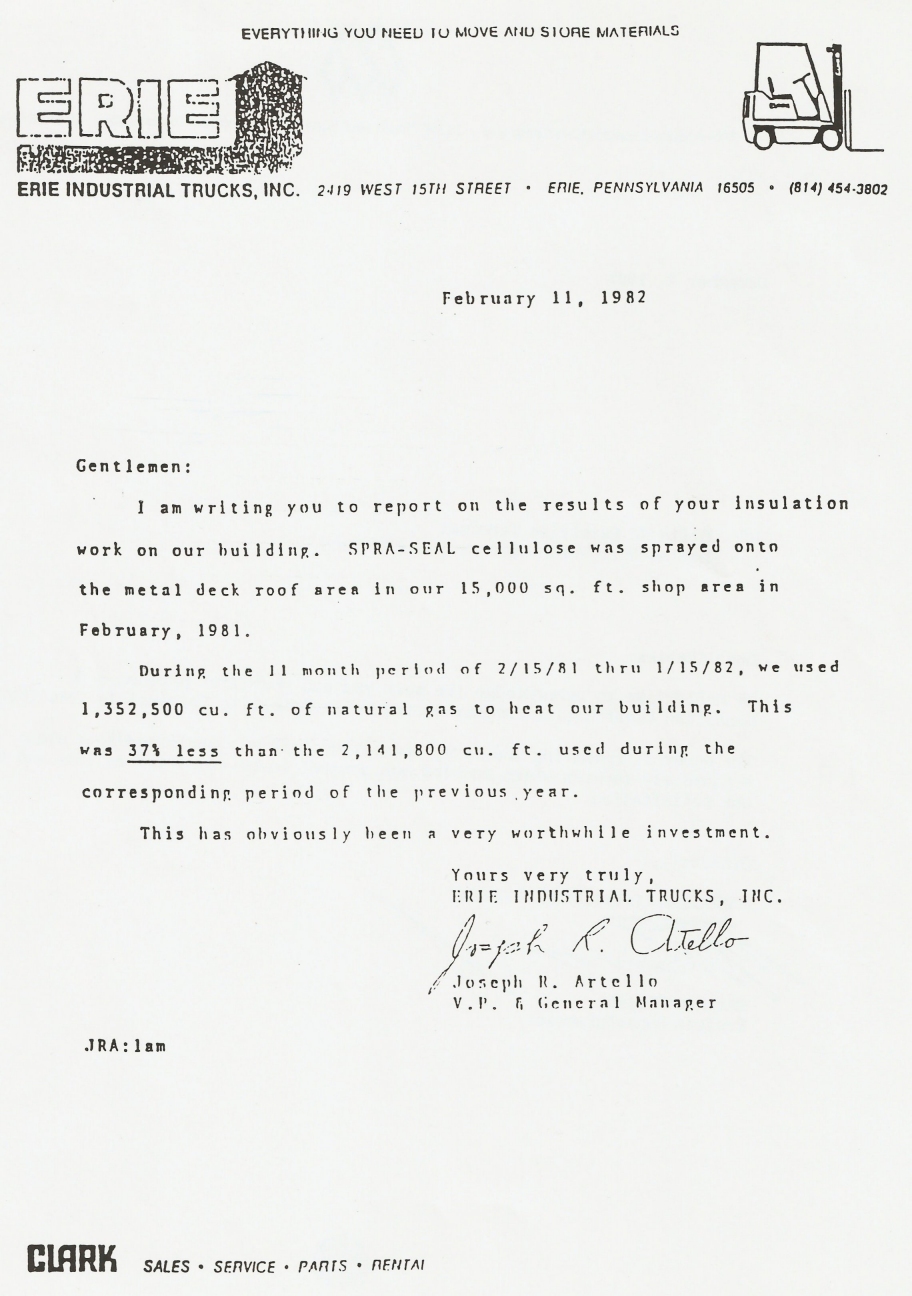 EVERYTHING YOU NEED TO MOVE AND STORE MATERIALS
ERIE
ERIE INDUSTRIAL TRUCKS, INC. 2419 WEST 15TH STREET • ERIE, PENNSYLVANIA 16505 • (814) 454-3802
February 11, 1982
Gentlemen:
I am writing you to report on the results of your insulation
work on our building. SPRA-SEAL cellulose was sprayed onto
the metal deck roof area in our 15,000 sq. ft. shop area in
February, 1981.
During the 11 month period of 2/15/81 thru 1/15/82, we used
1,352,500 cu. ft. of natural gas to heat our building. This
was 37% less than the 2,141,800 cu. ft. used during the
corresponding period of the previous year.
This has obviously been a very worthwhile investment.
Yours very truly,
ERIE INDUSTRIAL TRUCKS, INC.
Joseph R. Artello
Joseph R. Artello
V.P. & General Manager
JRA:lam
CLARK SALES • SERVICE • PARTS • RENTAL